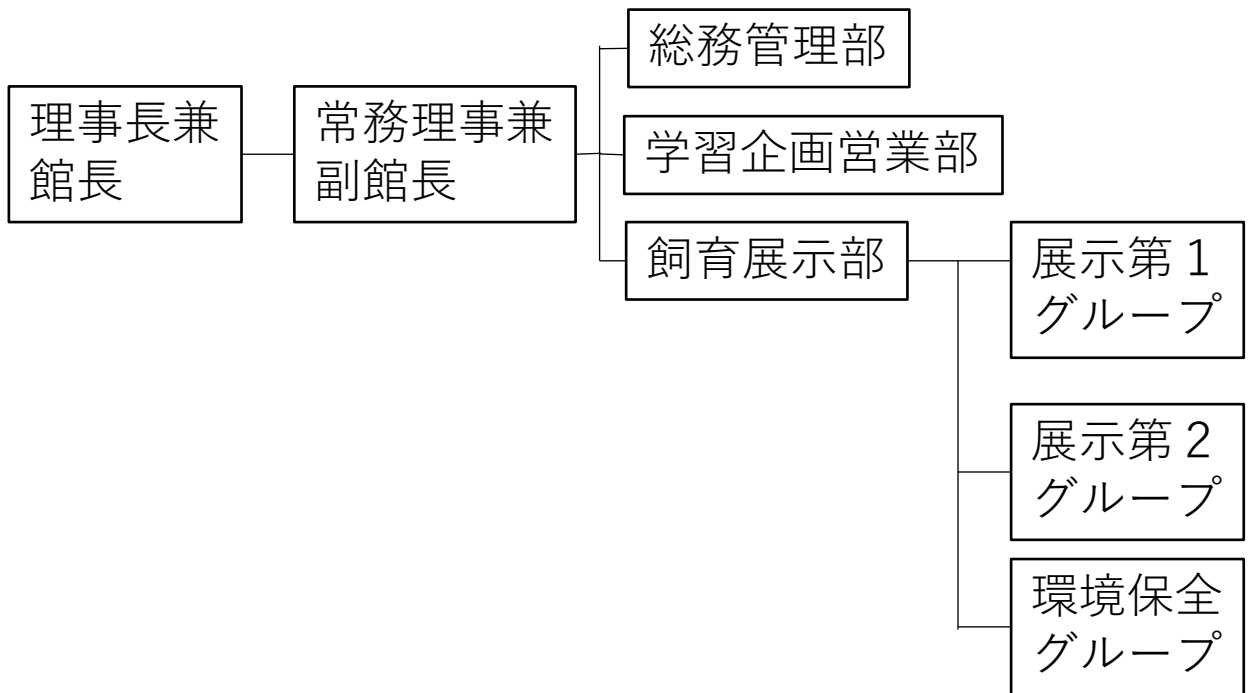 総務管理部
理事長兼
館長
常務理事兼
副館長
学習企画営業部
飼育展示部
展示第１
グループ
展示第２
グループ
環境保全
グループ